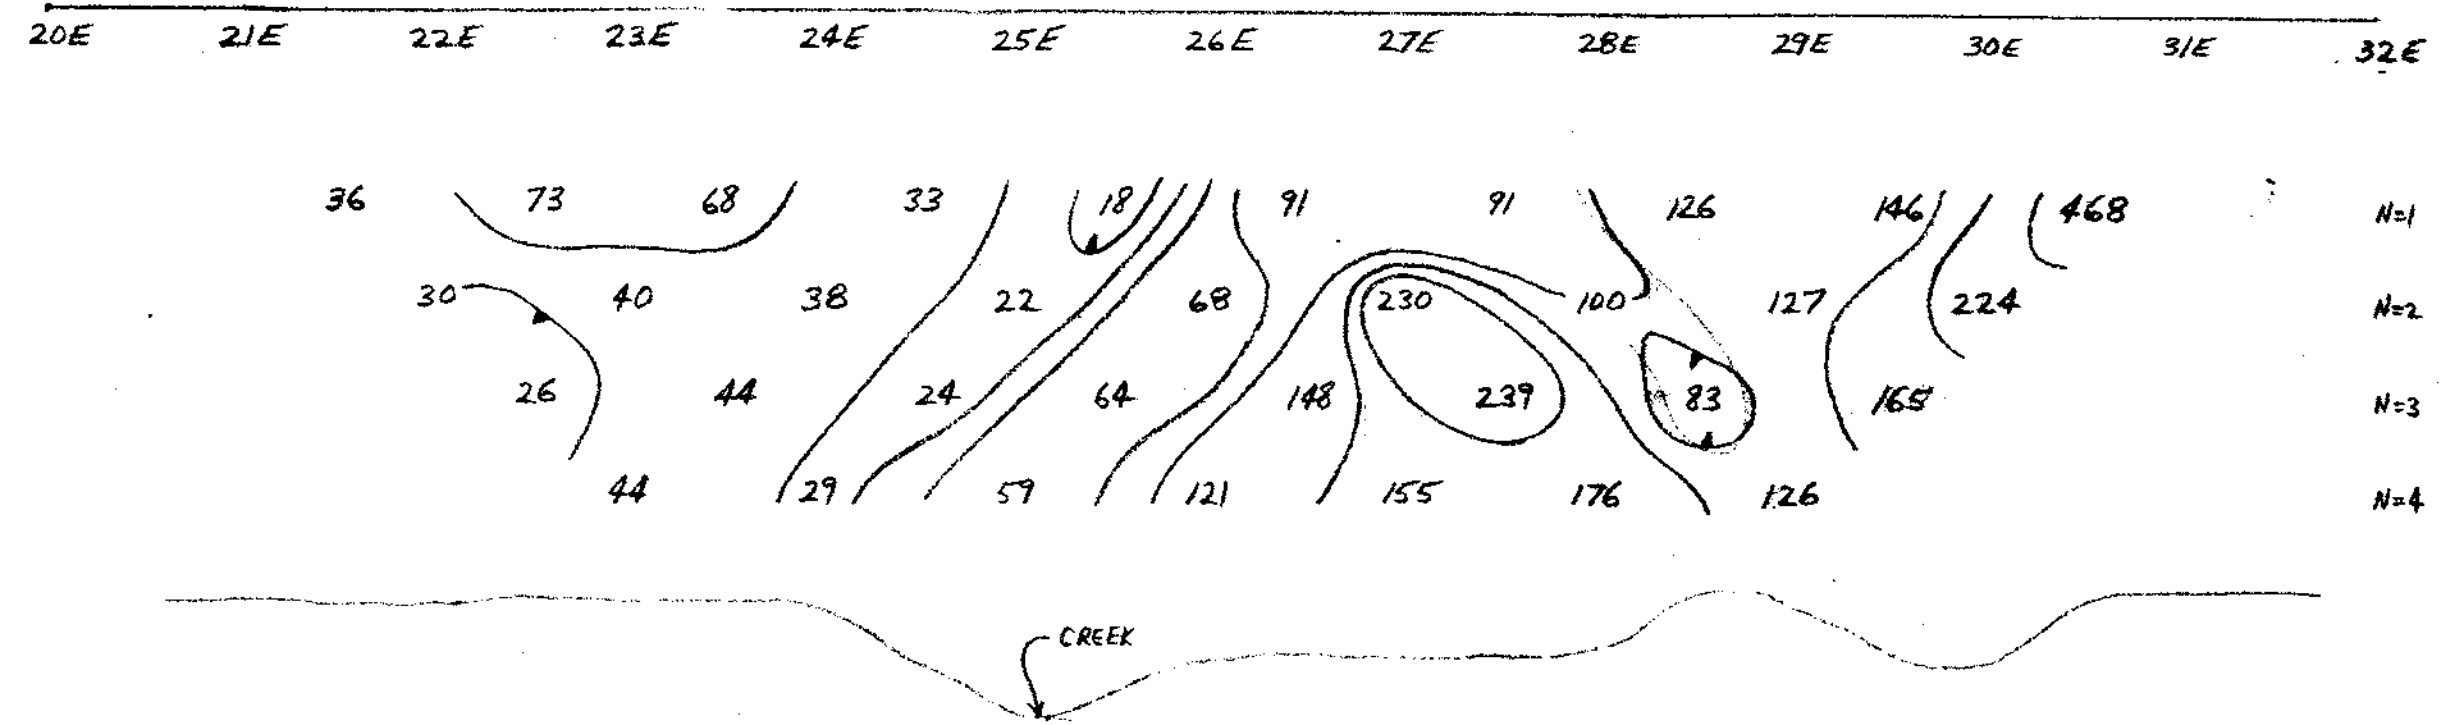 20E 21E 22E 23E 24E 25E 26E 27E 28E 29E 30E 31E 32E
36 73 68 33 18 91 91 126 146 468 N=1
30 40 38 22 68 230 100 127 224 N=2
26 44 24 64 148 239 83 165 N=3
44 29 59 121 155 176 126 N=4
CREEK